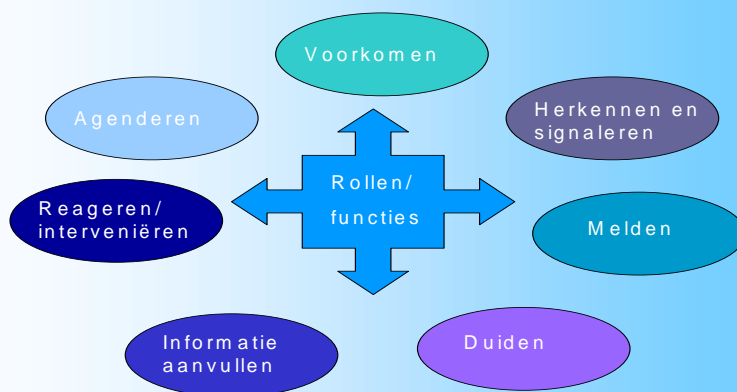 Voorkomen
Agenderen
Herkennen en
signaleren
Rollen/
functies
Reageren/
interveniëren
Melden
Informatie
aanvullen
Duiden